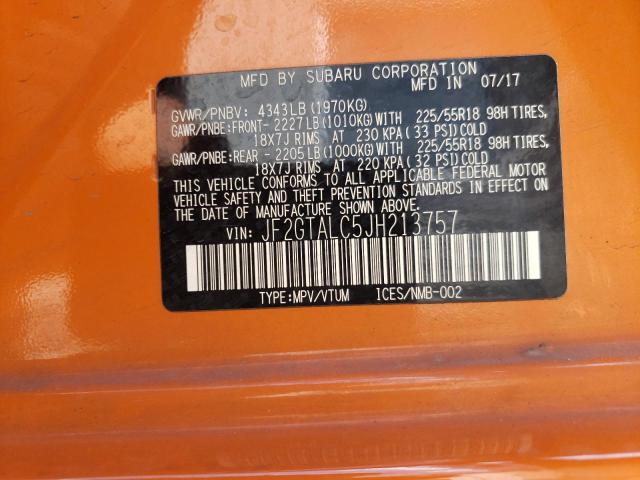 MFD BY SUBARU CORPORATION
MFD IN 07/17
GVWR/PNBV: 4343LB(1970KG)
GAWR/PNBE:FRONT- 2227LB(1010KG)WITH 225/55R18 98H TIRES,
18X7J RIMS AT 230 KPA(33 PSI)COLD
GAWR/PNBE:REAR - 2205LB(1000KG)WITH 225/55R18 98H TIRES,
18X7J RIMS AT 220 KPA(32 PSI)COLD
THIS VEHICLE CONFORMS TO ALL APPLICABLE FEDERAL MOTOR
VEHICLE SAFETY AND THEFT PREVENTION STANDARDS IN EFFECT ON
THE DATE OF MANUFACTURE SHOWN ABOVE.
VIN: JF2GTALC5JH213757
TYPE:MPV/VTUM ICES/NMB-002